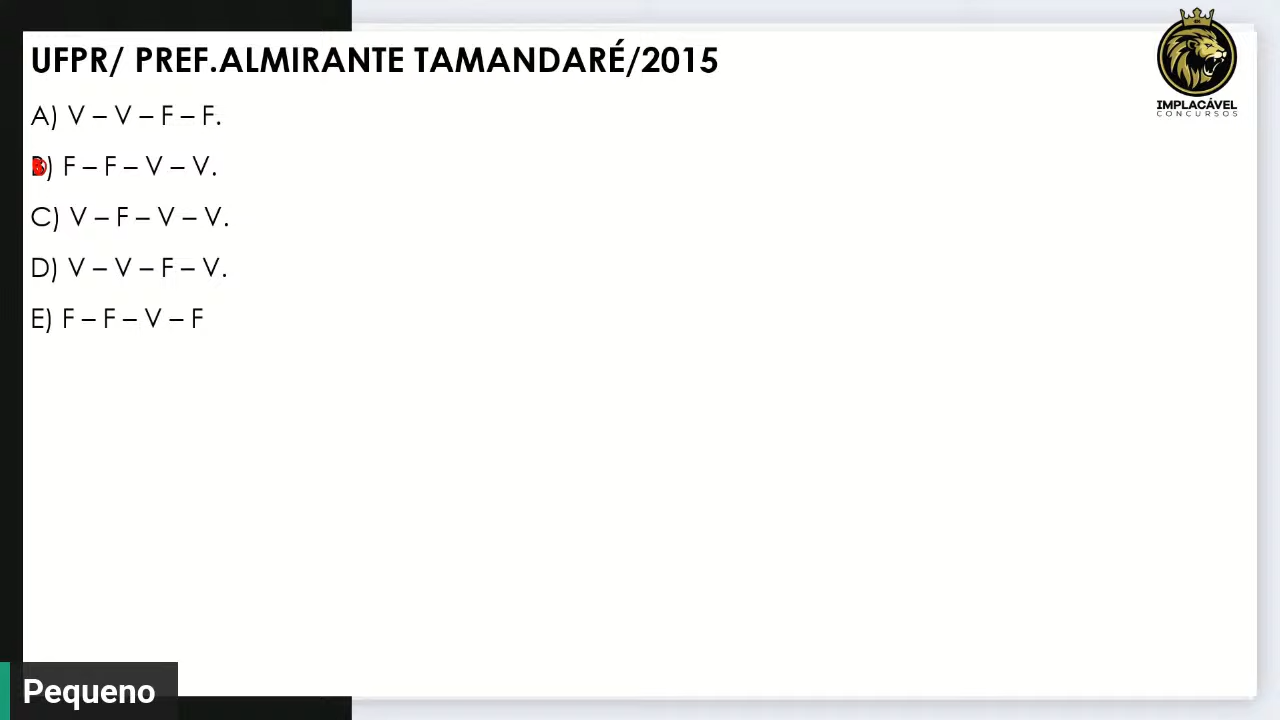 UFPR/ PREF.ALMIRANTE TAMANDARÉ/2015
IMPLACÁVEL
CONCURSOS
A) V – V – F – F.
B) F – F – V – V.
C) V – F – V – V.
D) V – V – F – V.
E) F – F – V – F
Pequeno